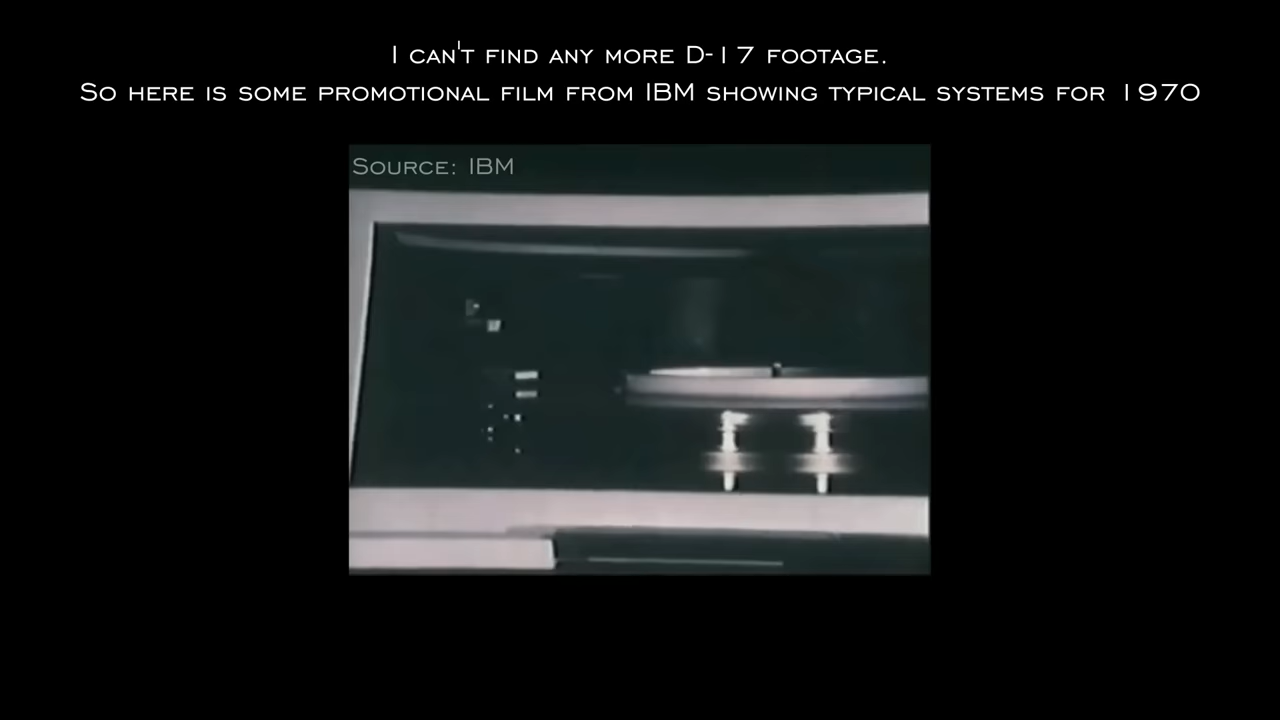 I can't find any more D-17 footage.
So here is some promotional film from IBM showing typical systems for 1970
Source: IBM